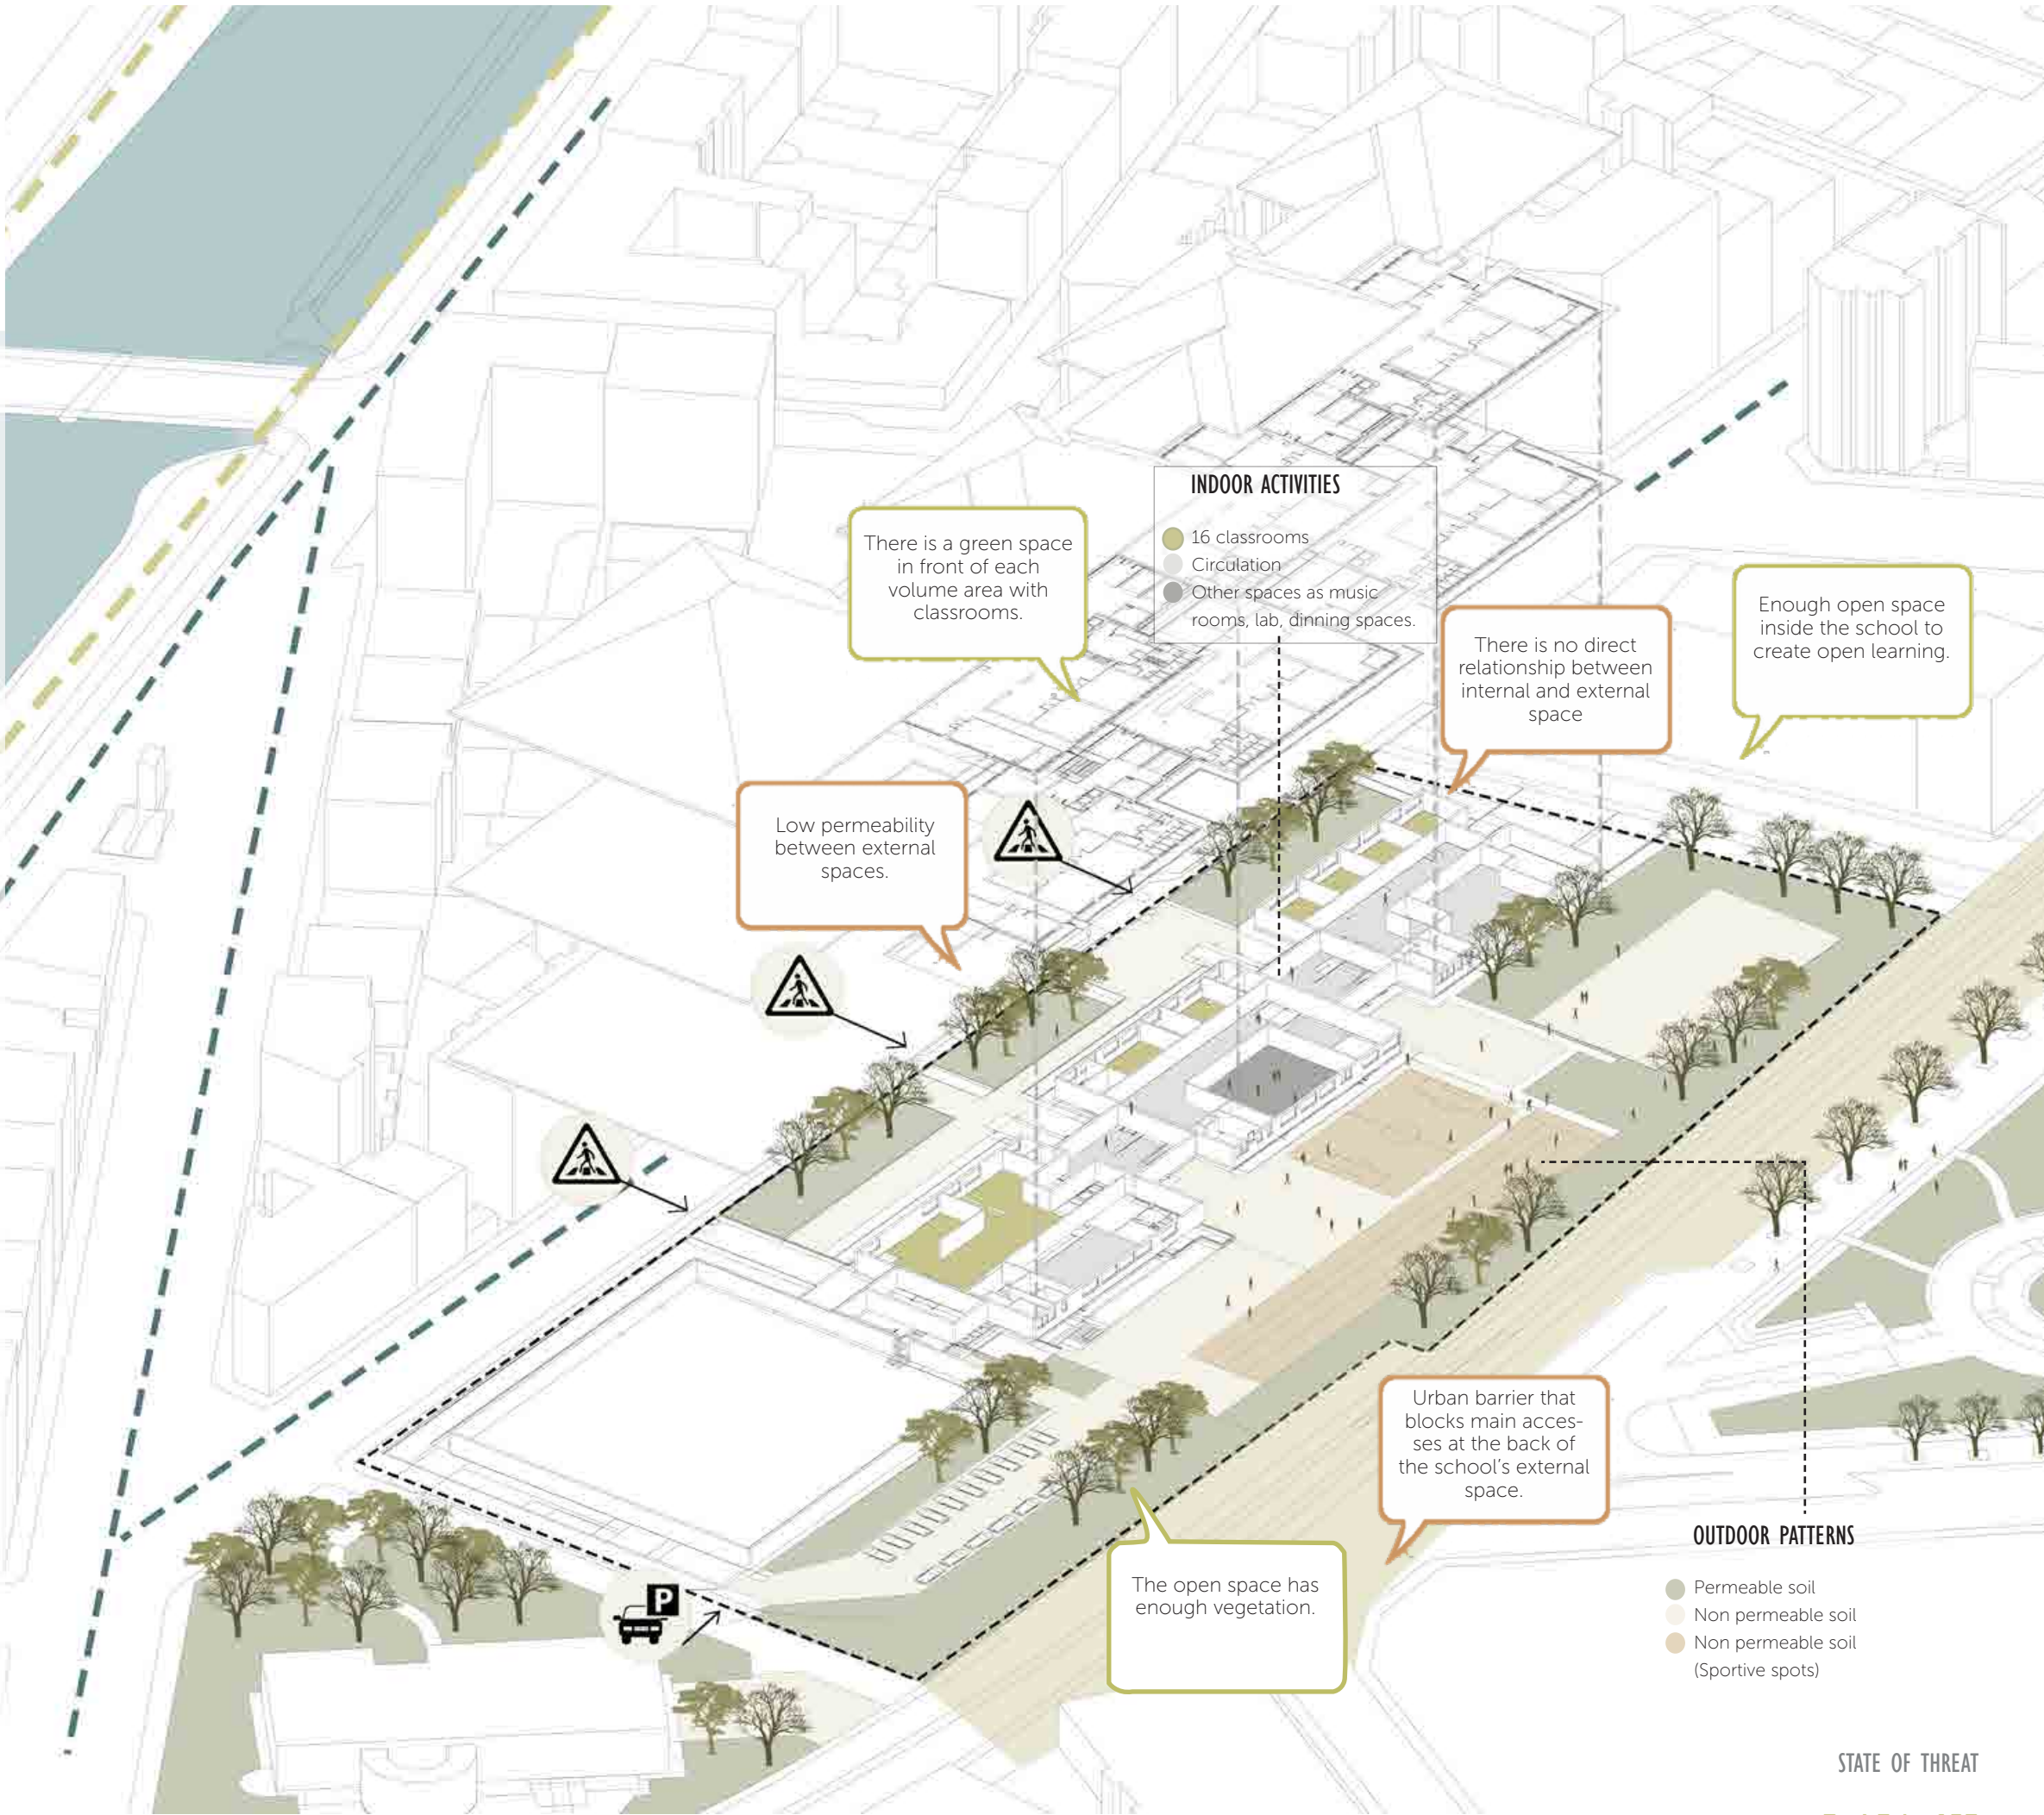 INDOOR ACTIVITIES
16 classrooms
Circulation
Other spaces as music
rooms, lab, dinning spaces.
There is a green space
in front of each
volume area with
classrooms.
There is no direct
relationship between
internal and external
space
Enough open space
inside the school to
create open learning.
Low permeability
between external
spaces.
Urban barrier that
blocks main acces-
ses at the back of
the school's external
space.
The open space has
enough vegetation.
P
OUTDOOR PATTERNS
Permeable soil
Non permeable soil
Non permeable soil
(Sportive spots)
STATE OF THREAT